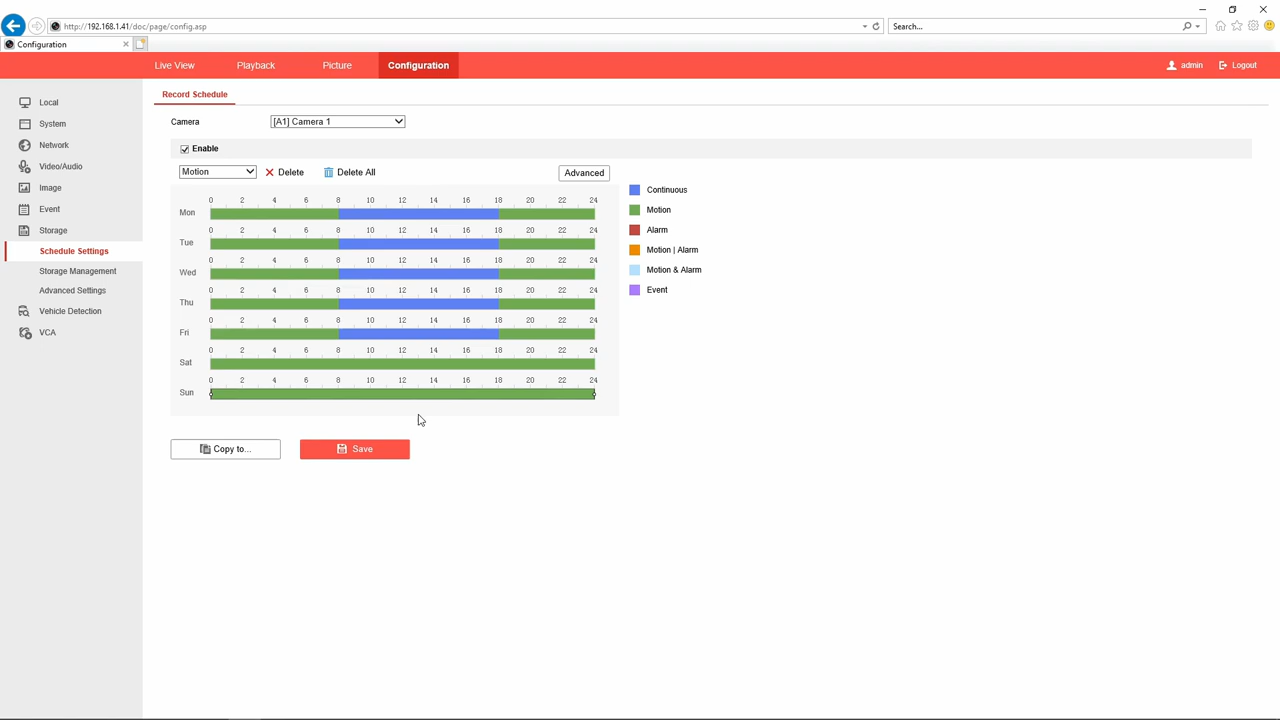 http://192.168.1.41/doc/page/config.asp
Search...
Configuration
Live View Playback Picture Configuration admin Logout
Local
System
Network
Video/Audio
Image
Event
Storage
Schedule Settings
Storage Management
Advanced Settings
Vehicle Detection
VCA
Record Schedule
Camera [A1] Camera 1
Enable
Motion Delete Delete All Advanced
0 2 4 6 8 10 12 14 16 18 20 22 24
Mon
0 2 4 6 8 10 12 14 16 18 20 22 24
Tue
0 2 4 6 8 10 12 14 16 18 20 22 24
Wed
0 2 4 6 8 10 12 14 16 18 20 22 24
Thu
0 2 4 6 8 10 12 14 16 18 20 22 24
Fri
0 2 4 6 8 10 12 14 16 18 20 22 24
Sat
0 2 4 6 8 10 12 14 16 18 20 22 24
Sun
Continuous
Motion
Alarm
Motion | Alarm
Motion & Alarm
Event
Copy to... Save